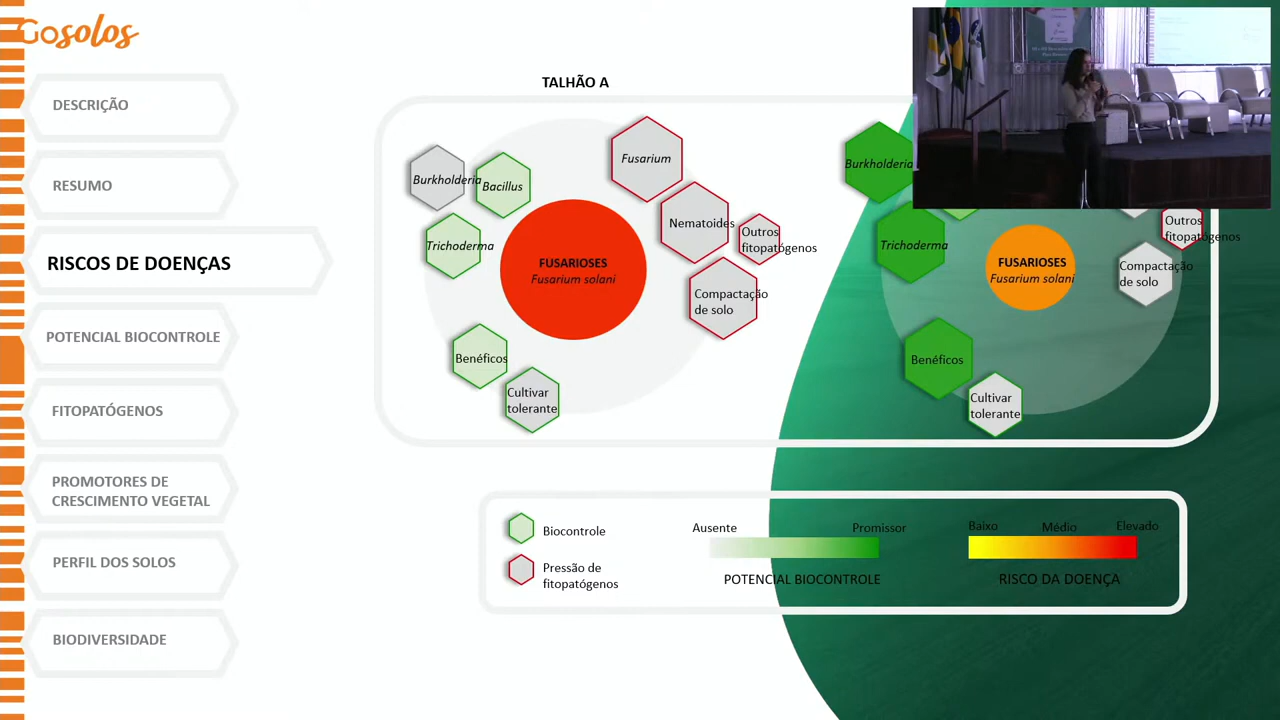 Gosolos
DESCRIÇÃO
RESUMO
RISCOS DE DOENÇAS
POTENCIAL BIOCONTROLE
FITOPATÓGENOS
PROMOTORES DE
CRESCIMENTO VEGETAL
PERFIL DOS SOLOS
BIODIVERSIDADE
TALHÃO A
Burkholderia
Bacillus
Trichoderma
Fusarium
Nematoides
Outros
fitopatógenos
Compactação
de solo
FUSARIOSES
Fusarium solani
Benéficos
Cultivar
tolerante
Burkholderia
Trichoderma
FUSARIOSES
Fusarium solani
Outros
fitopatógenos
Compactação
de solo
Benéficos
Cultivar
tolerante
Biocontrole
Pressão de
fitopatógenos
Ausente
Promissor
POTENCIAL BIOCONTROLE
Baixo
Médio
Elevado
RISCO DA DOENÇA